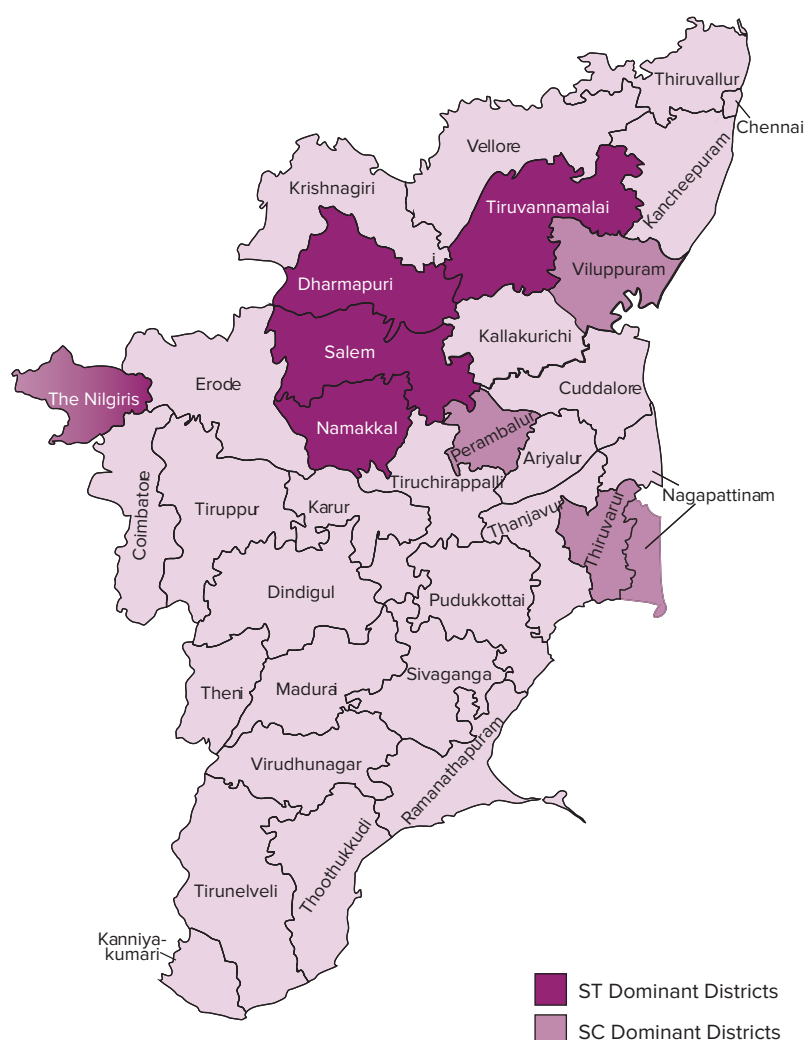 Thiruvallur
Chennai
Vellore
Kancheepuram
Krishnagiri
Tiruvannamalai
i
Viluppuram
Dharmapuri
Kallakurichi
Salem
The Nilgiris
Erode
Cuddalore
Namakkal
Perambalur
Ariyalur
Tiruchirappalli
Nagapattinam
Coimbatore
Tiruppur
Karur
Thanjavur
Thiruvarur
Dindigul
Pudukkottai
Theni
Madurai
Sivaganga
Virudhunagar
Ramanathapuram
Thoothukkudi
Tirunelveli
Kanniya-
kumari
ST Dominant Districts
SC Dominant Districts